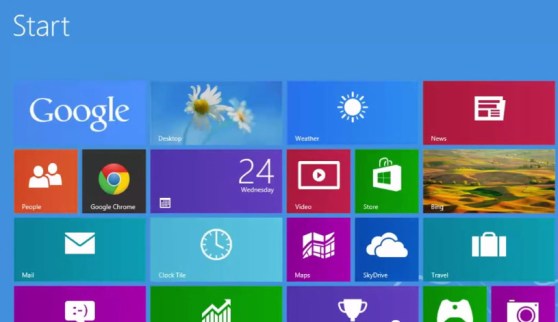 Start
Google
Desktop
Weather
News
People
Google Chrome
24
Wednesday
Video
Store
Bing
Mail
Clock Tile
Maps
SkyDrive
Travel
:-)